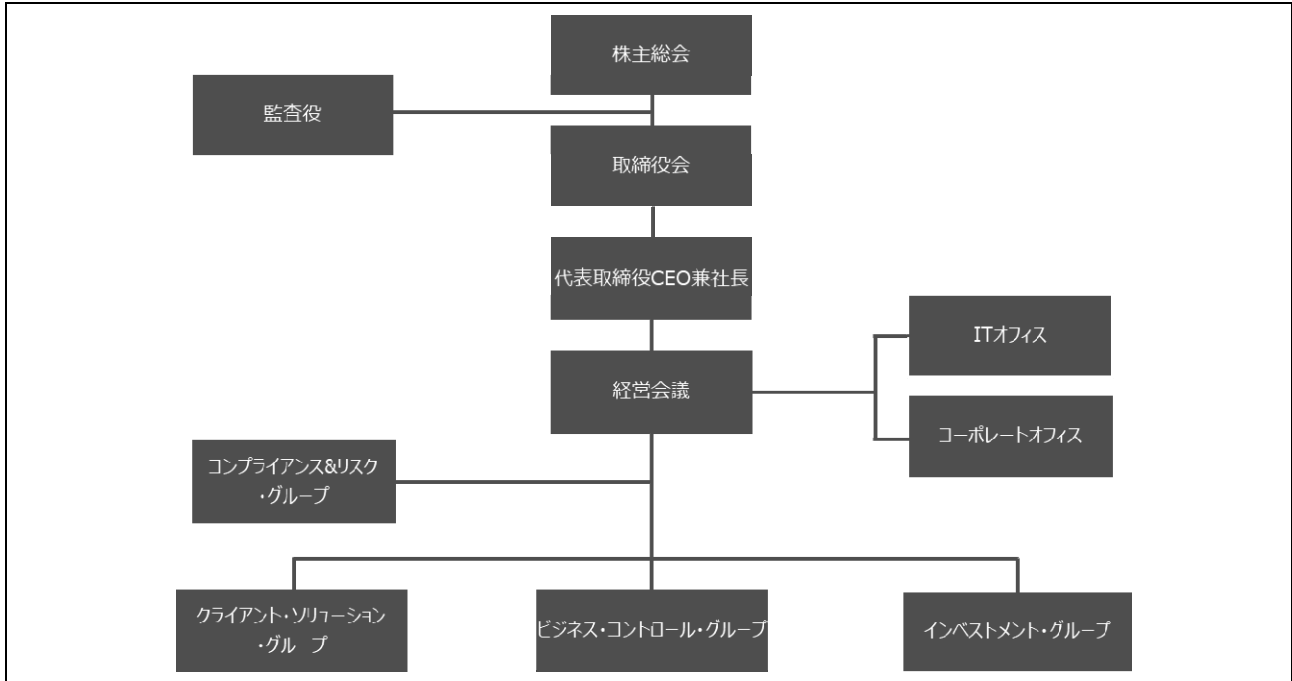 株主総会
監査役
取締役会
代表取締役CEO兼社長
経営会議
ITオフィス
コーポレートオフィス
コンプライアンス&リスク
・グループ
クライアント・ソリューション
・グル プ
ビジネス・コントロール・グループ
インベストメント・グループ